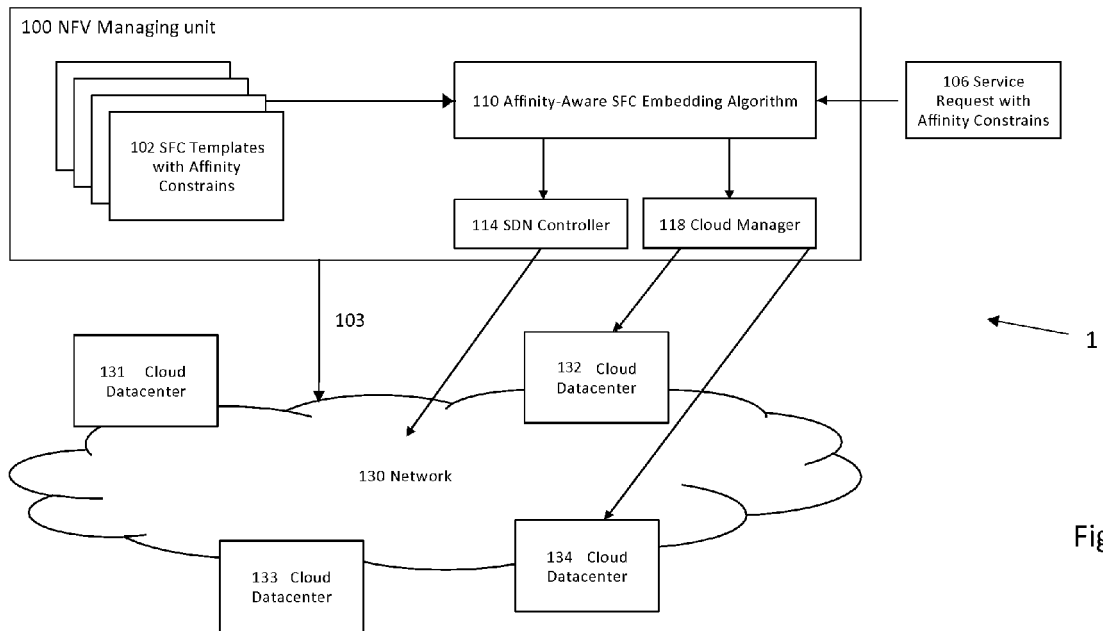 100 NFV Managing unit
110 Affinity-Aware SFC Embedding Algorithm
106 Service
Request with
Affinity Constrains
102 SFC Templates
with Affinity
Constrains
114 SDN Controller
118 Cloud Manager
103
1
131 Cloud
Datacenter
132 Cloud
Datacenter
130 Network
133 Cloud
Datacenter
134 Cloud
Datacenter
Fig